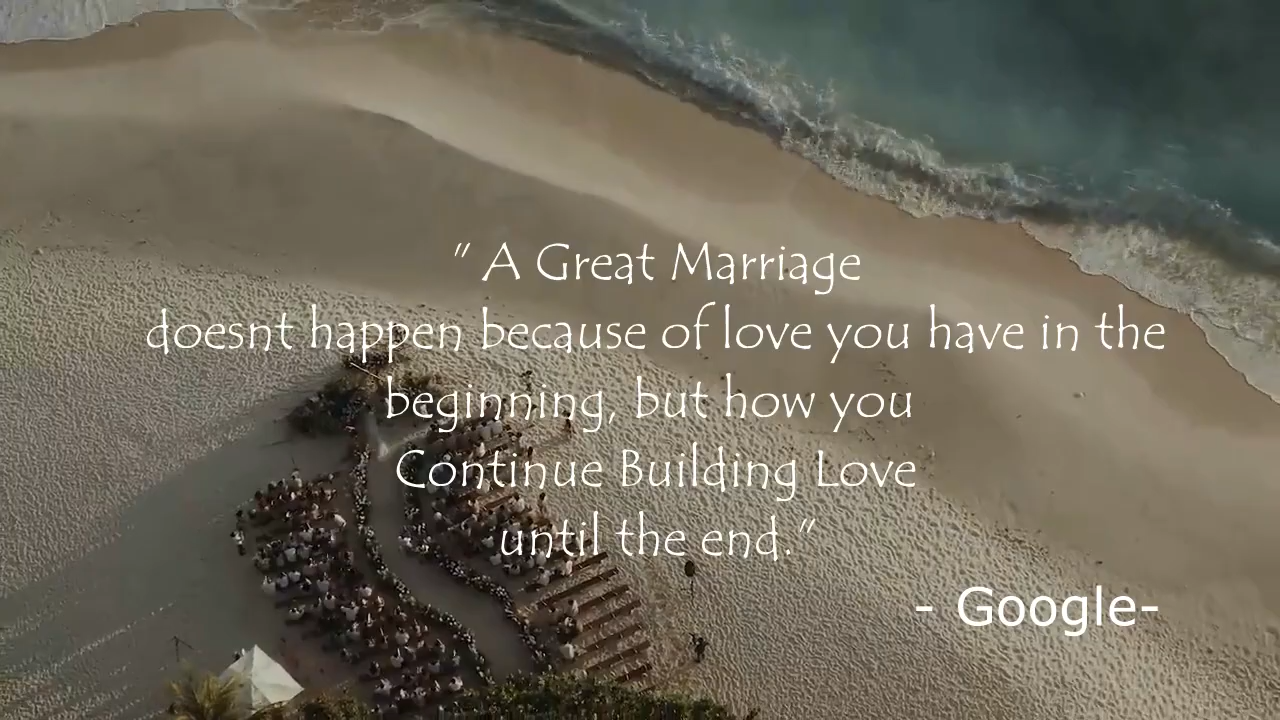 " A Great Marriage
doesnt happen because of love you have in the
beginning, but how you
Continue Building Love
until the end."
- Google-